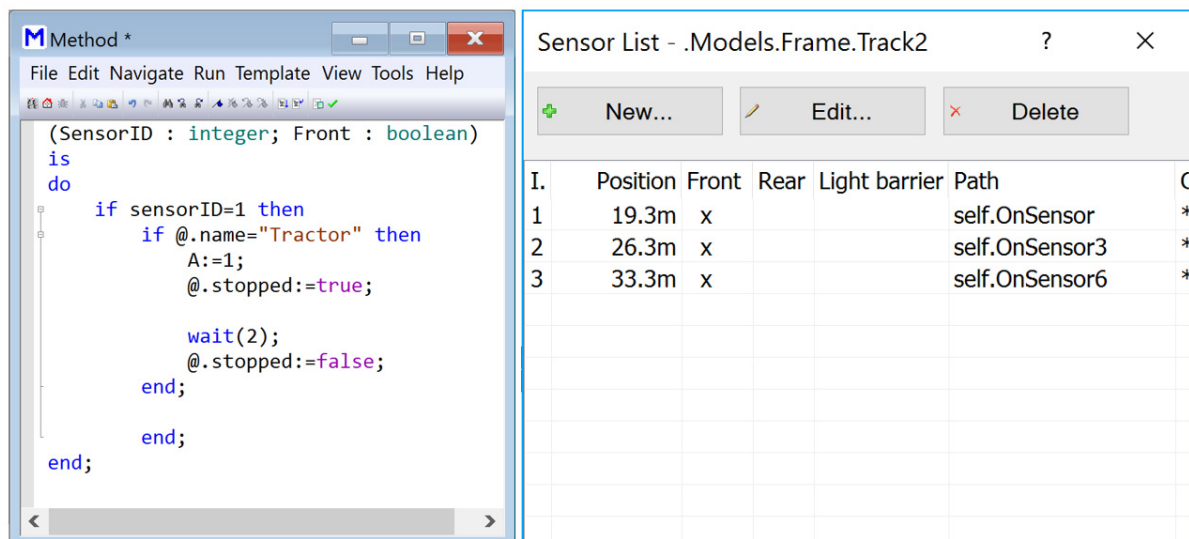 Method *
File Edit Navigate Run Template View Tools Help
(SensorID : integer; Front : boolean)
is
do
if sensorID=1 then
if @.name="Tractor" then
A:=1;
@.stopped:=true;
wait(2);
@.stopped:=false;
end;
end;
end;
Sensor List - .Models.Frame.Track2
New... Edit... Delete
I. Position Front Rear Light barrier Path
1 19.3m x self.OnSensor *
2 26.3m x self.OnSensor3 *
3 33.3m x self.OnSensor6 *